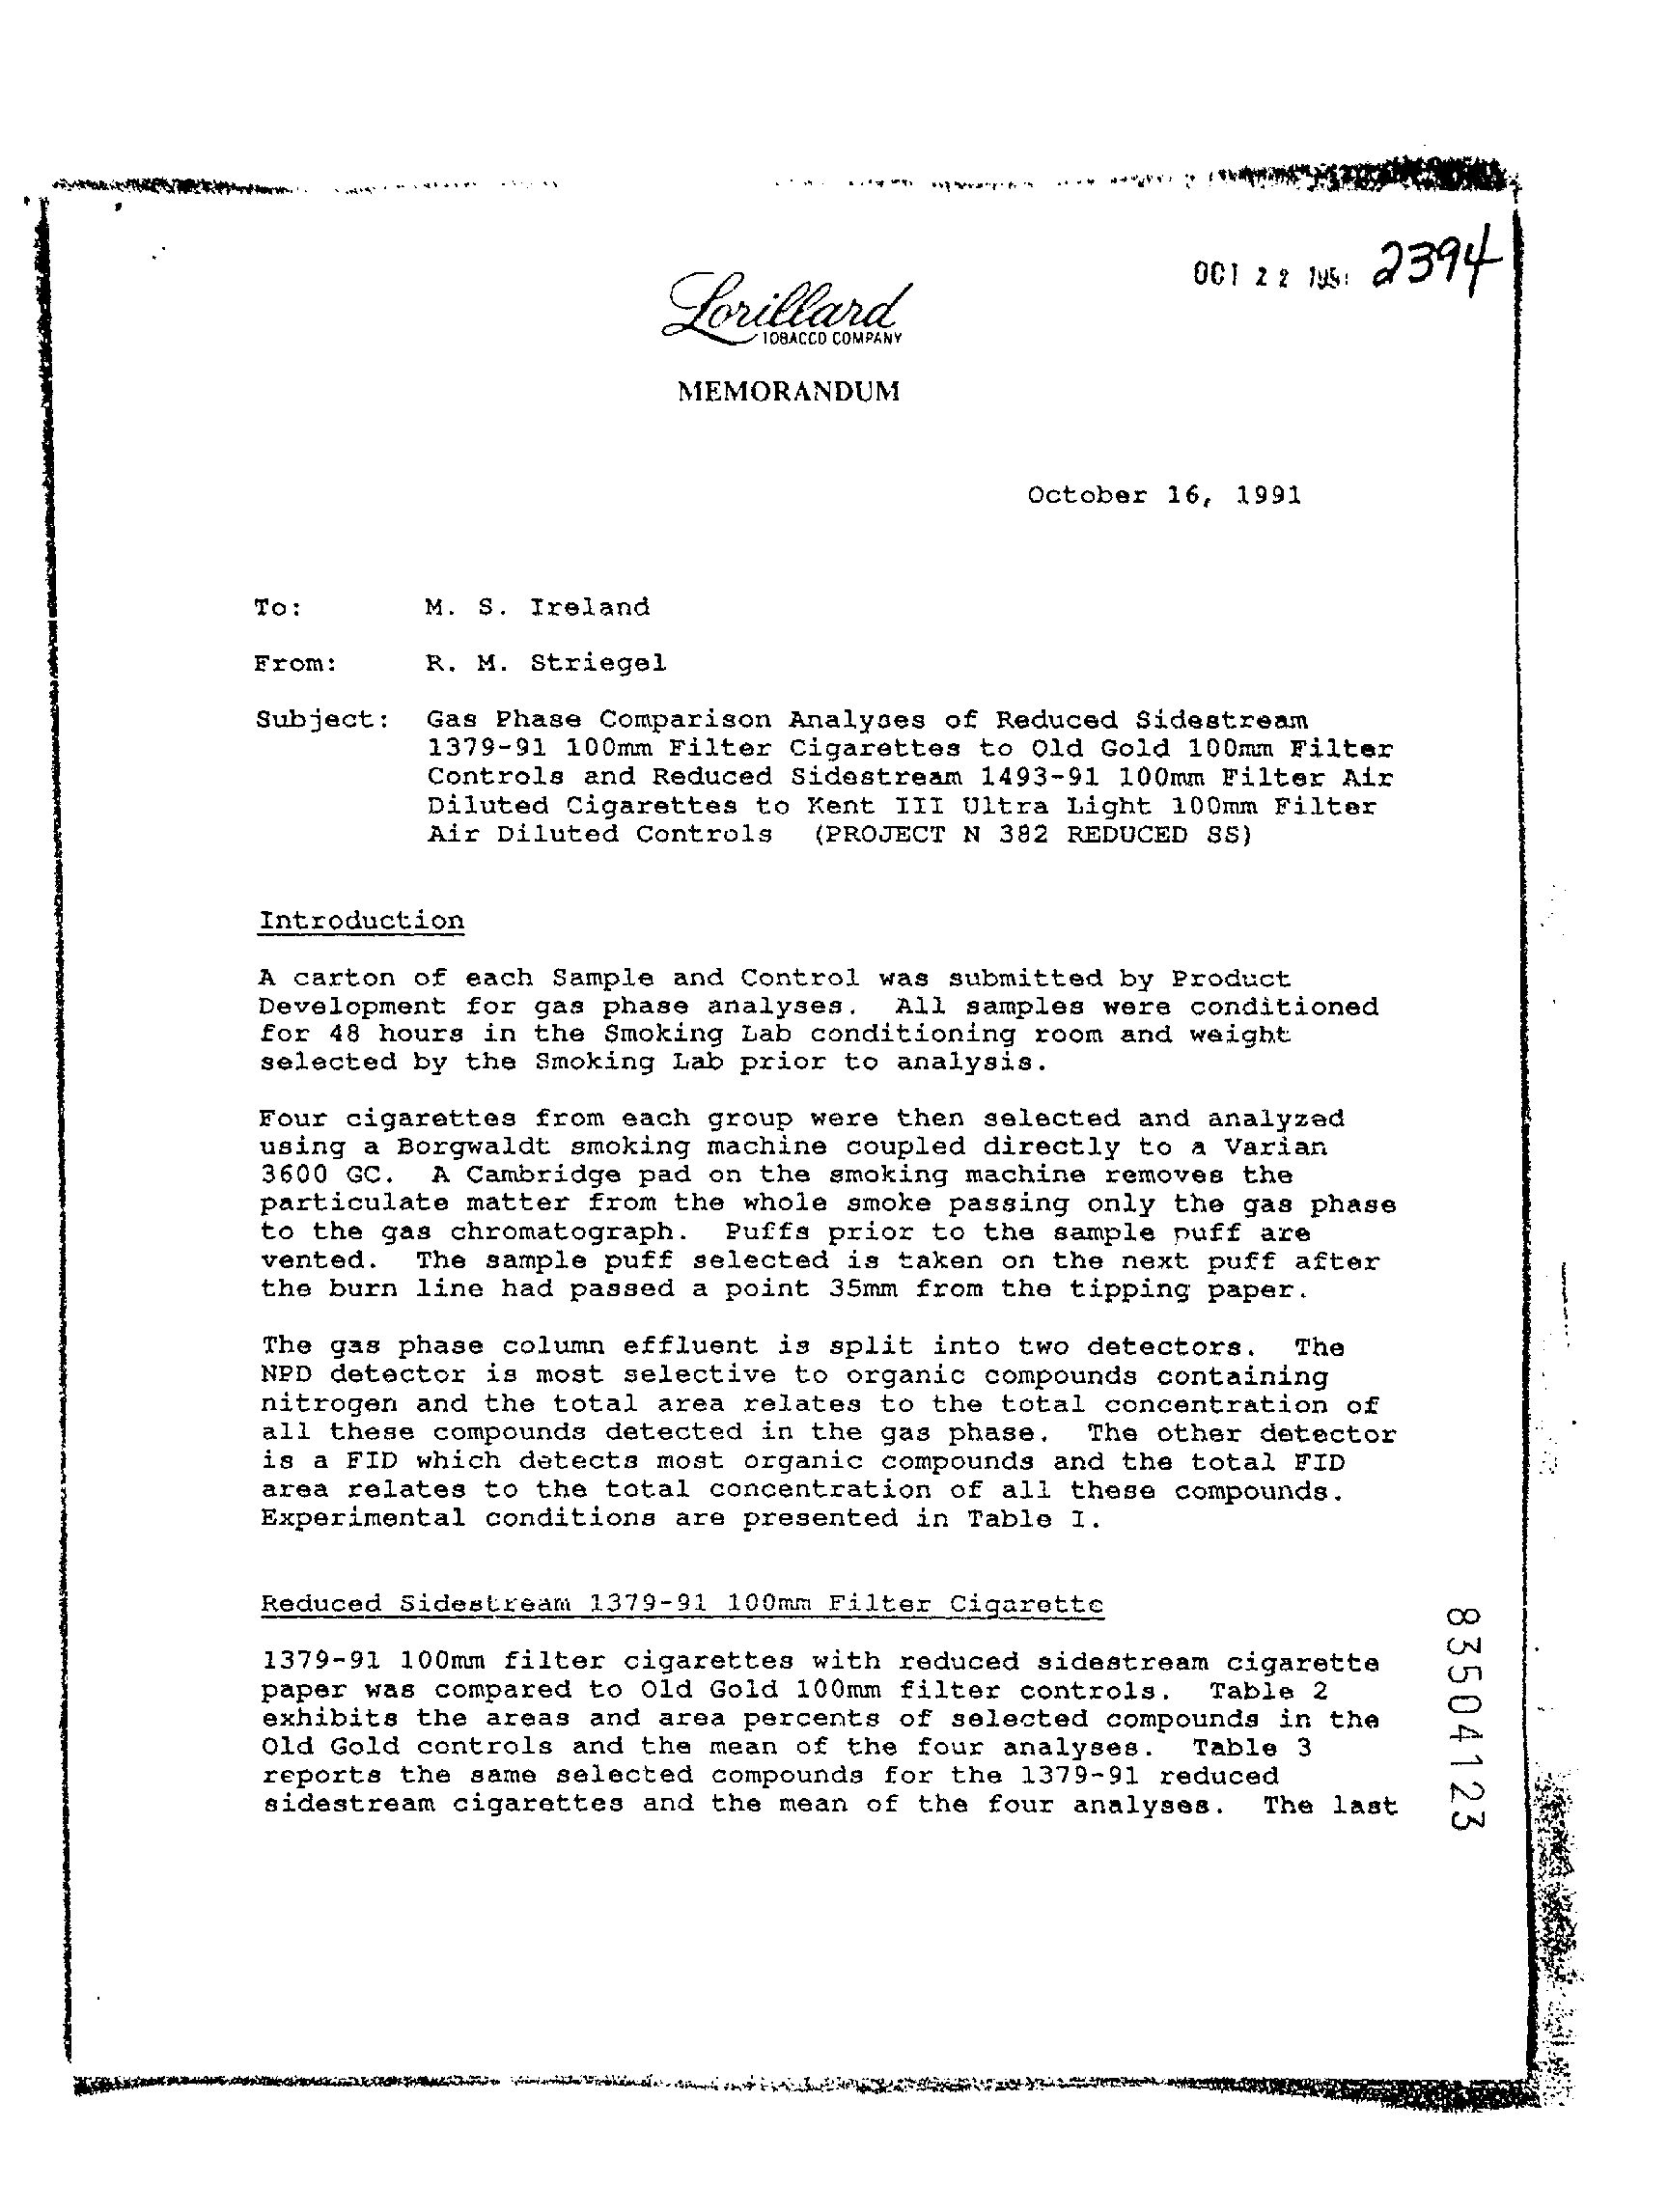 OCT 22 1991 2394
Lorillard
TOBACCO COMPANY
MEMORANDUM
October 16, 1991
To: M. S. Ireland
From: R. M. Striegel
Subject: Gas Phase Comparison Analyses of Reduced Sidestream
1379-91 100mm Filter Cigarettes to Old Gold 100mm Filter
Controls and Reduced Sidestream 1493-91 100mm Filter Air
Diluted Cigarettes to Kent III Ultra Light 100mm Filter
Air Diluted Controls (PROJECT N 382 REDUCED SS)
Introduction
A carton of each Sample and Control was submitted by Product
Development for gas phase analyses. All samples were conditioned
for 48 hours in the Smoking Lab conditioning room and weight
selected by the Smoking Lab prior to analysis.
Four cigarettes from each group were then selected and analyzed
using a Borgwaldt smoking machine coupled directly to a Varian
3600 GC. A Cambridge pad on the smoking machine removes the
particulate matter from the whole smoke passing only the gas phase
to the gas chromatograph. Puffs prior to the sample puff are
vented. The sample puff selected is taken on the next puff after
the burn line had passed a point 35mm from the tipping paper.
The gas phase column effluent is split into two detectors. The
NPD detector is most selective to organic compounds containing
nitrogen and the total area relates to the total concentration of
all these compounds detected in the gas phase. The other detector
is a FID which detects most organic compounds and the total FID
area relates to the total concentration of all these compounds.
Experimental conditions are presented in Table I.
Reduced Sidestream 1379-91 100mm Filter Cigarette
1379-91 100mm filter cigarettes with reduced sidestream cigarette
paper was compared to Old Gold 100mm filter controls. Table 2
exhibits the areas and area percents of selected compounds in the
Old Gold controls and the mean of the four analyses. Table 3
reports the same selected compounds for the 1379-91 reduced
sidestream cigarettes and the mean of the four analyses. The last
83504123